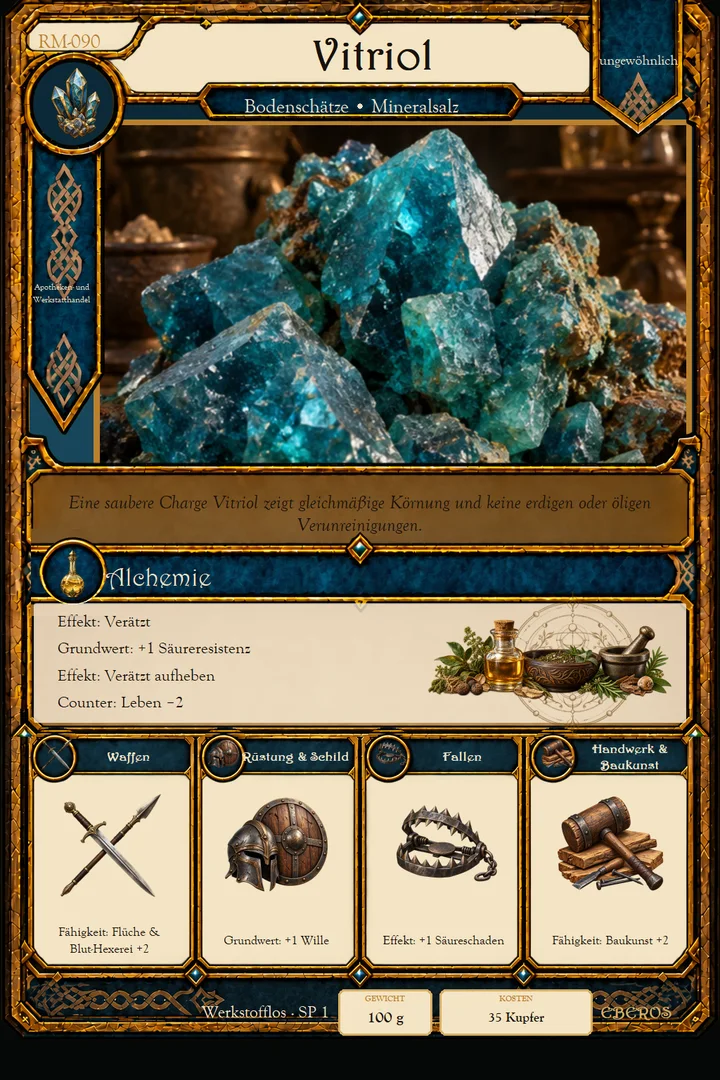 RM-090
Vitriol
ungewöhnlich
Bodenschätze • Mineralsalz
Apotheken- und
Werkstatthandel
Eine saubere Charge Vitriol zeigt gleichmäßige Körnung und keine erdigen oder öligen
Verunreinigungen.
Alchemie
Effekt: Verätzt
Grundwert: +1 Säureresistenz
Effekt: Verätzt aufheben
Counter: Leben −2
Waffen
Rüstung & Schild
Fallen
Handwerk &
Baukunst
Fähigkeit: Flüche &
Blut-Hexerei +2
Grundwert: +1 Wille
Effekt: +1 Säureschaden
Fähigkeit: Baukunst +2
Werkstofflos · SP 1
GEWICHT
100 g
KOSTEN
35 Kupfer
EBEROS